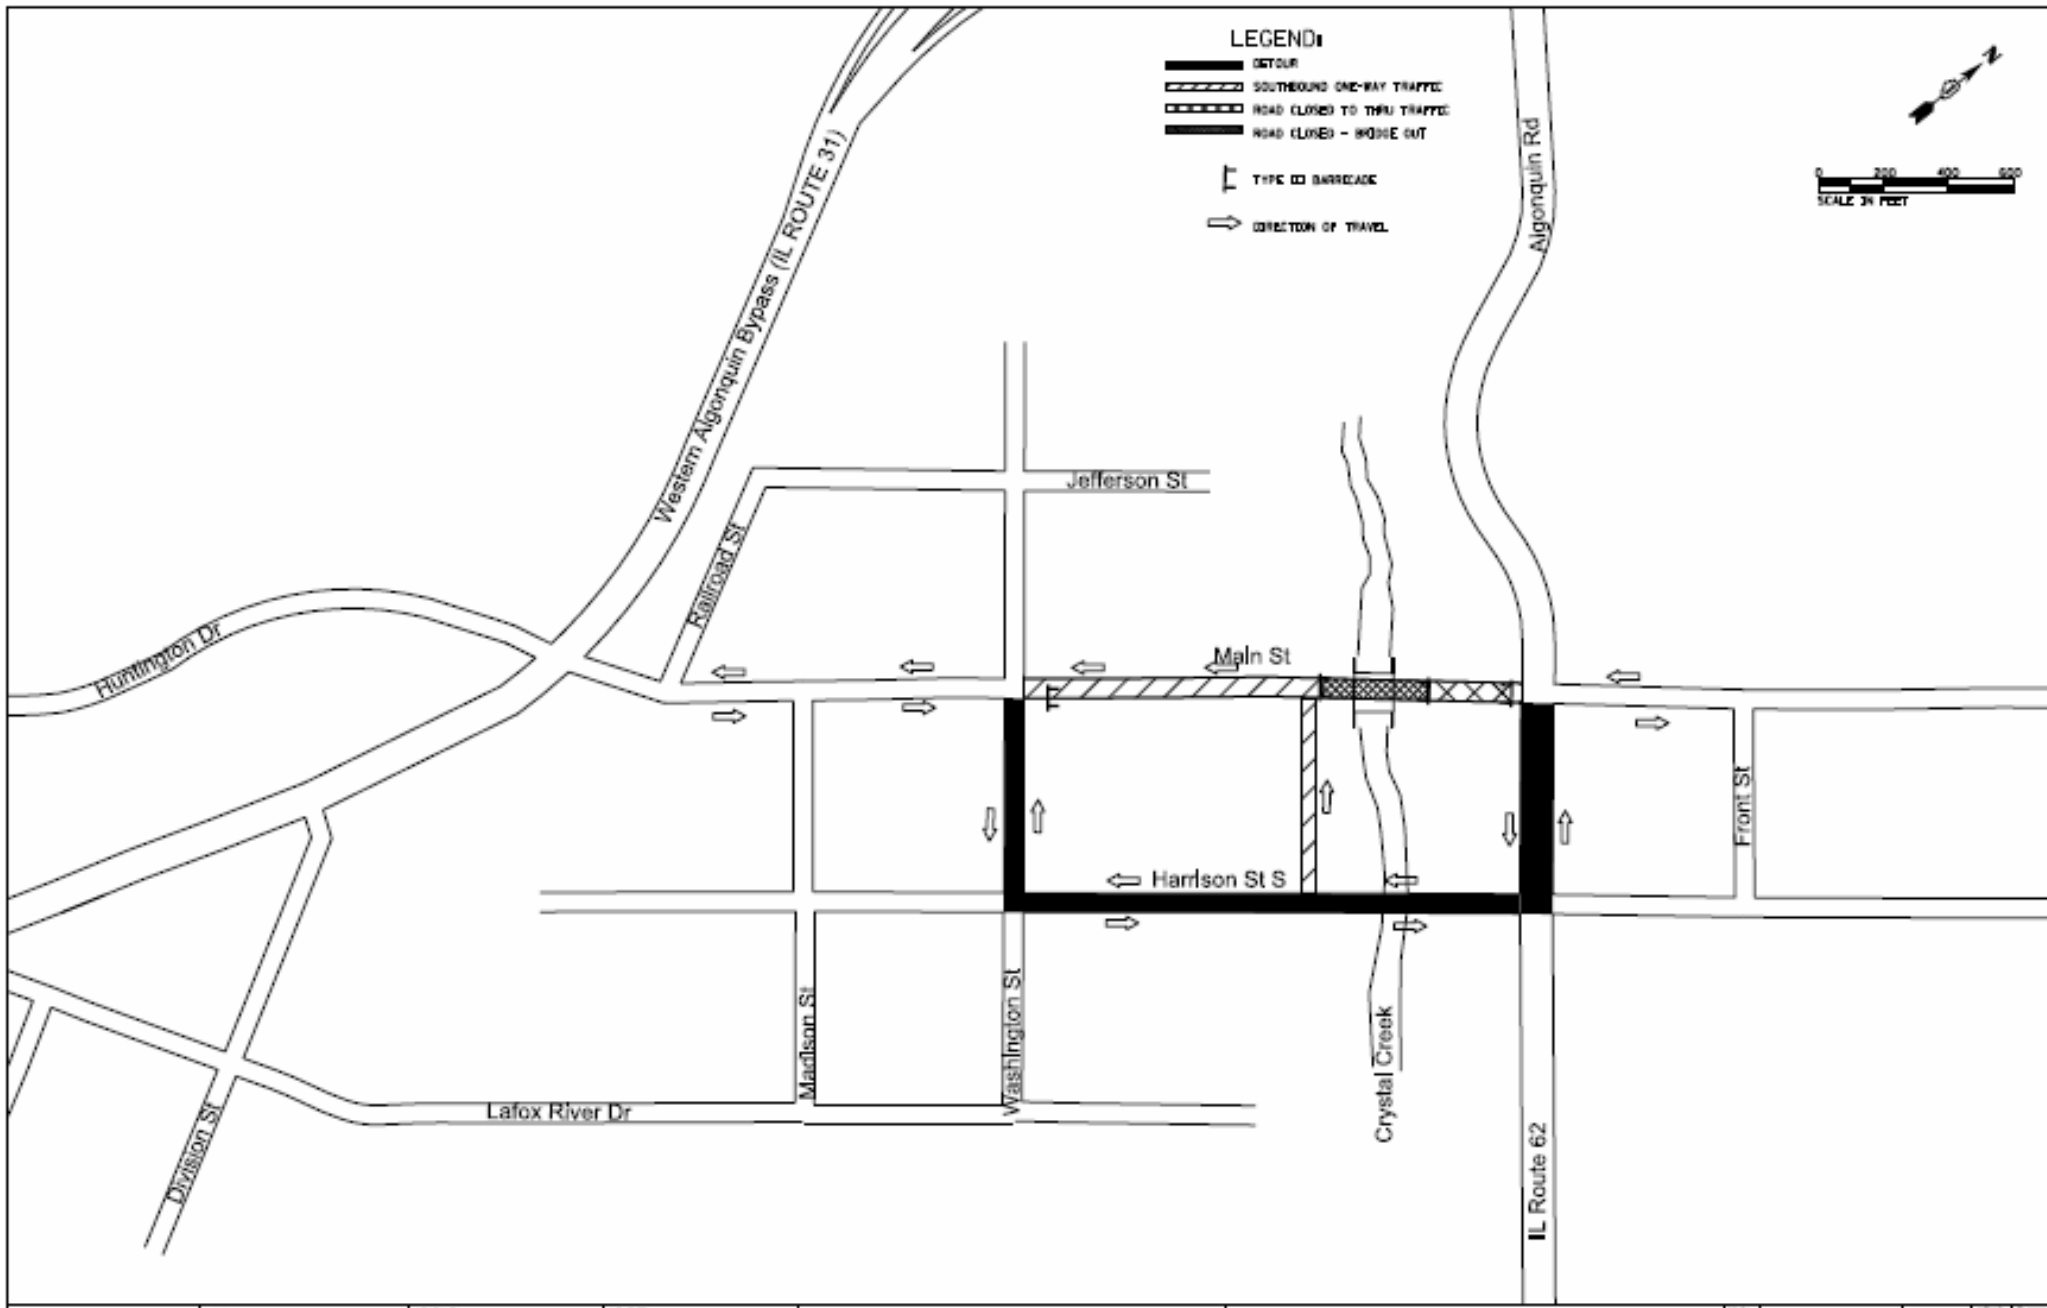 LEGEND:
DETOUR
SOUTHBOUND ONE-WAY TRAFFIC
ROAD CLOSED TO THRU TRAFFIC
ROAD CLOSED - BRIDGE OUT
TYPE III BARRICADE
DIRECTION OF TRAVEL
N
0 200 400 600
SCALE IN FEET
Algonquin Rd
Western Algonquin Bypass (IL ROUTE 31)
Jefferson St
Railroad St
Huntington Dr
Main St
Front St
Harrison St S
Madison St
Washington St
Crystal Creek
Lafox River Dr
Division St
IL Route 62